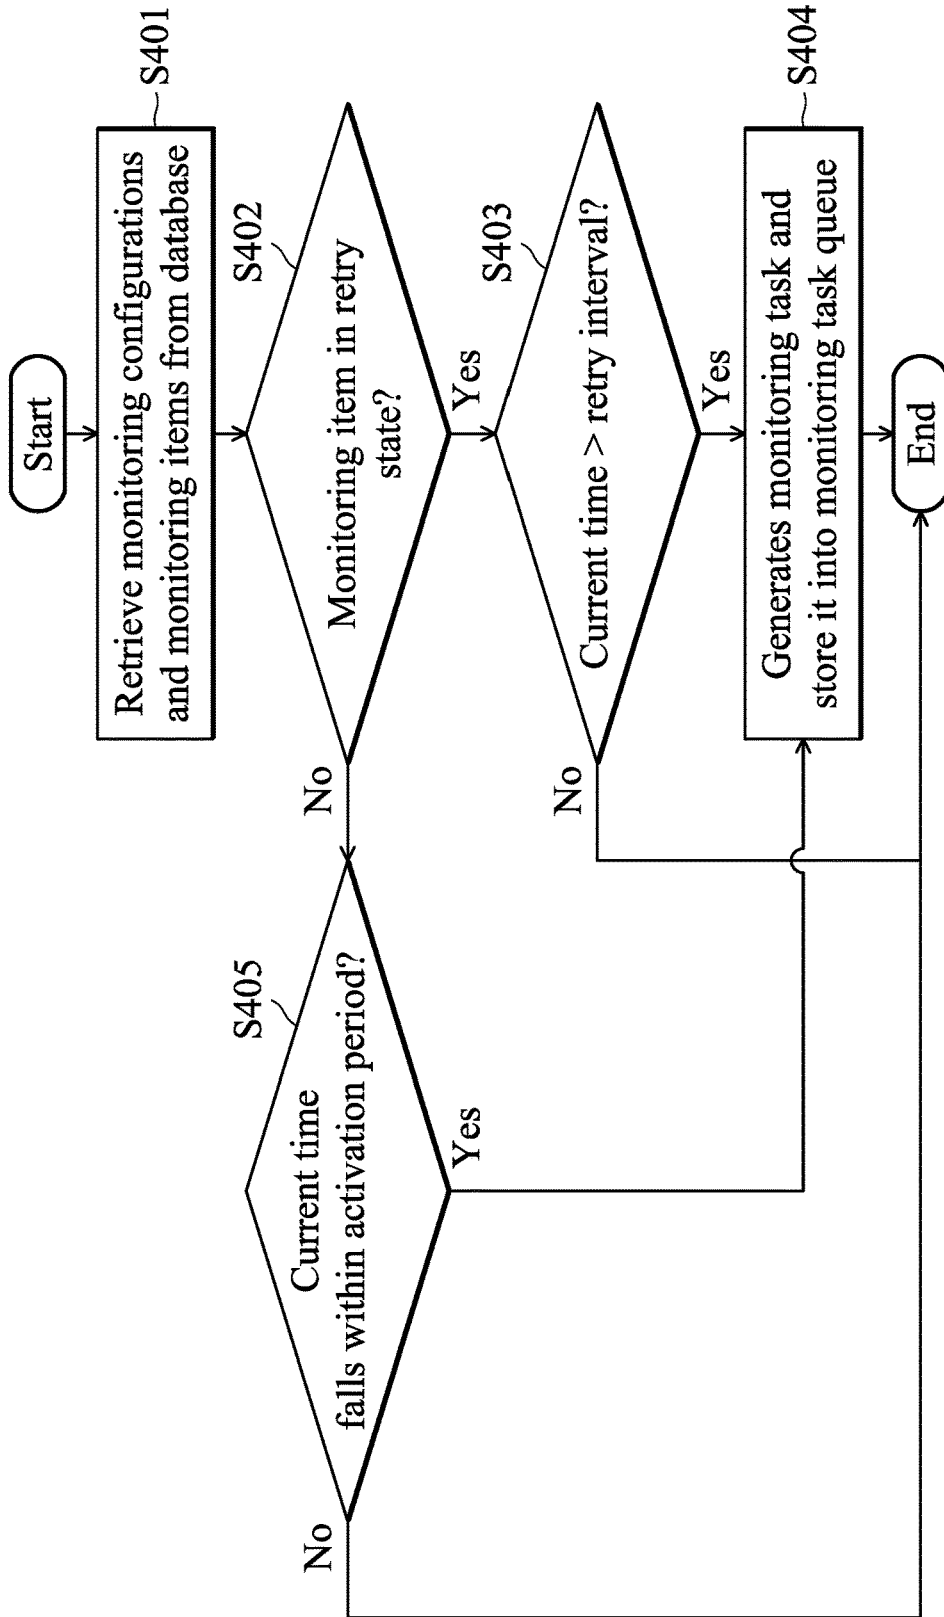 Start
Retrieve monitoring configurations
and monitoring items from database
S401
Monitoring item in retry
state?
S402
Yes
No
Current time > retry interval?
S403
Yes
No
Generates monitoring task and
store it into monitoring task queue
S404
Current time
falls within activation period?
S405
Yes
No
End